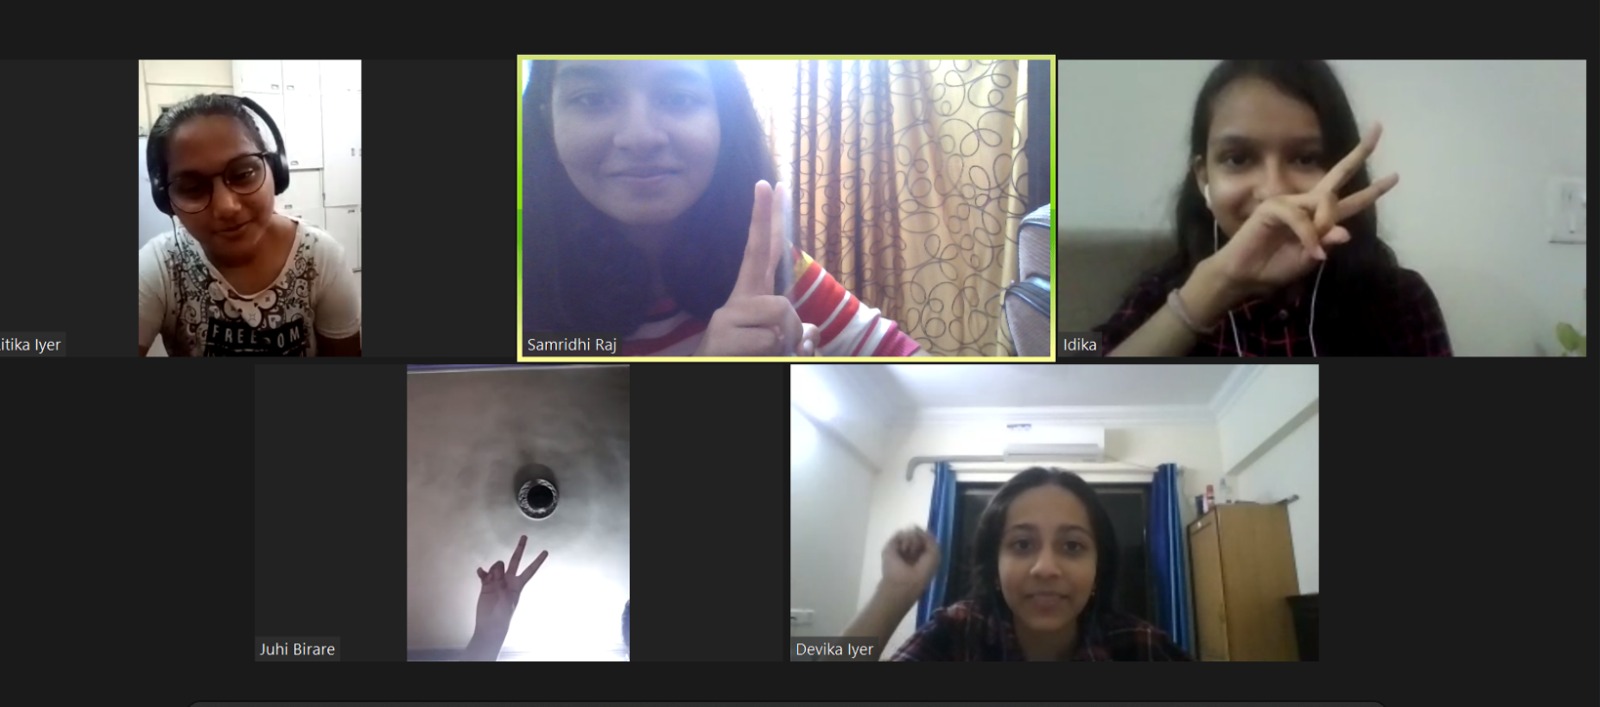 itika Iyer
Samridhi Raj
Idika
FREEDOM
Juhi Birare
Devika Iyer